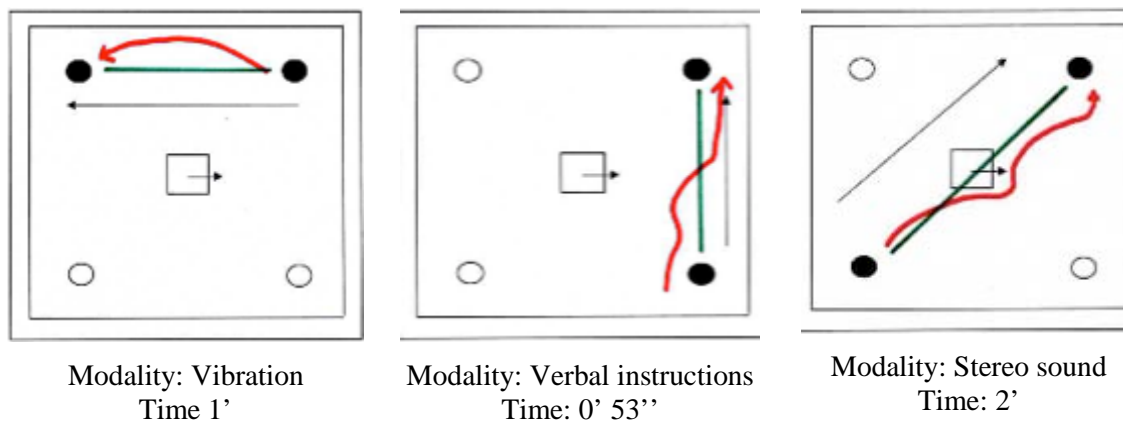 Modality: Vibration
Time 1’
Modality: Verbal instructions
Time: 0’ 53’’
Modality: Stereo sound
Time: 2’